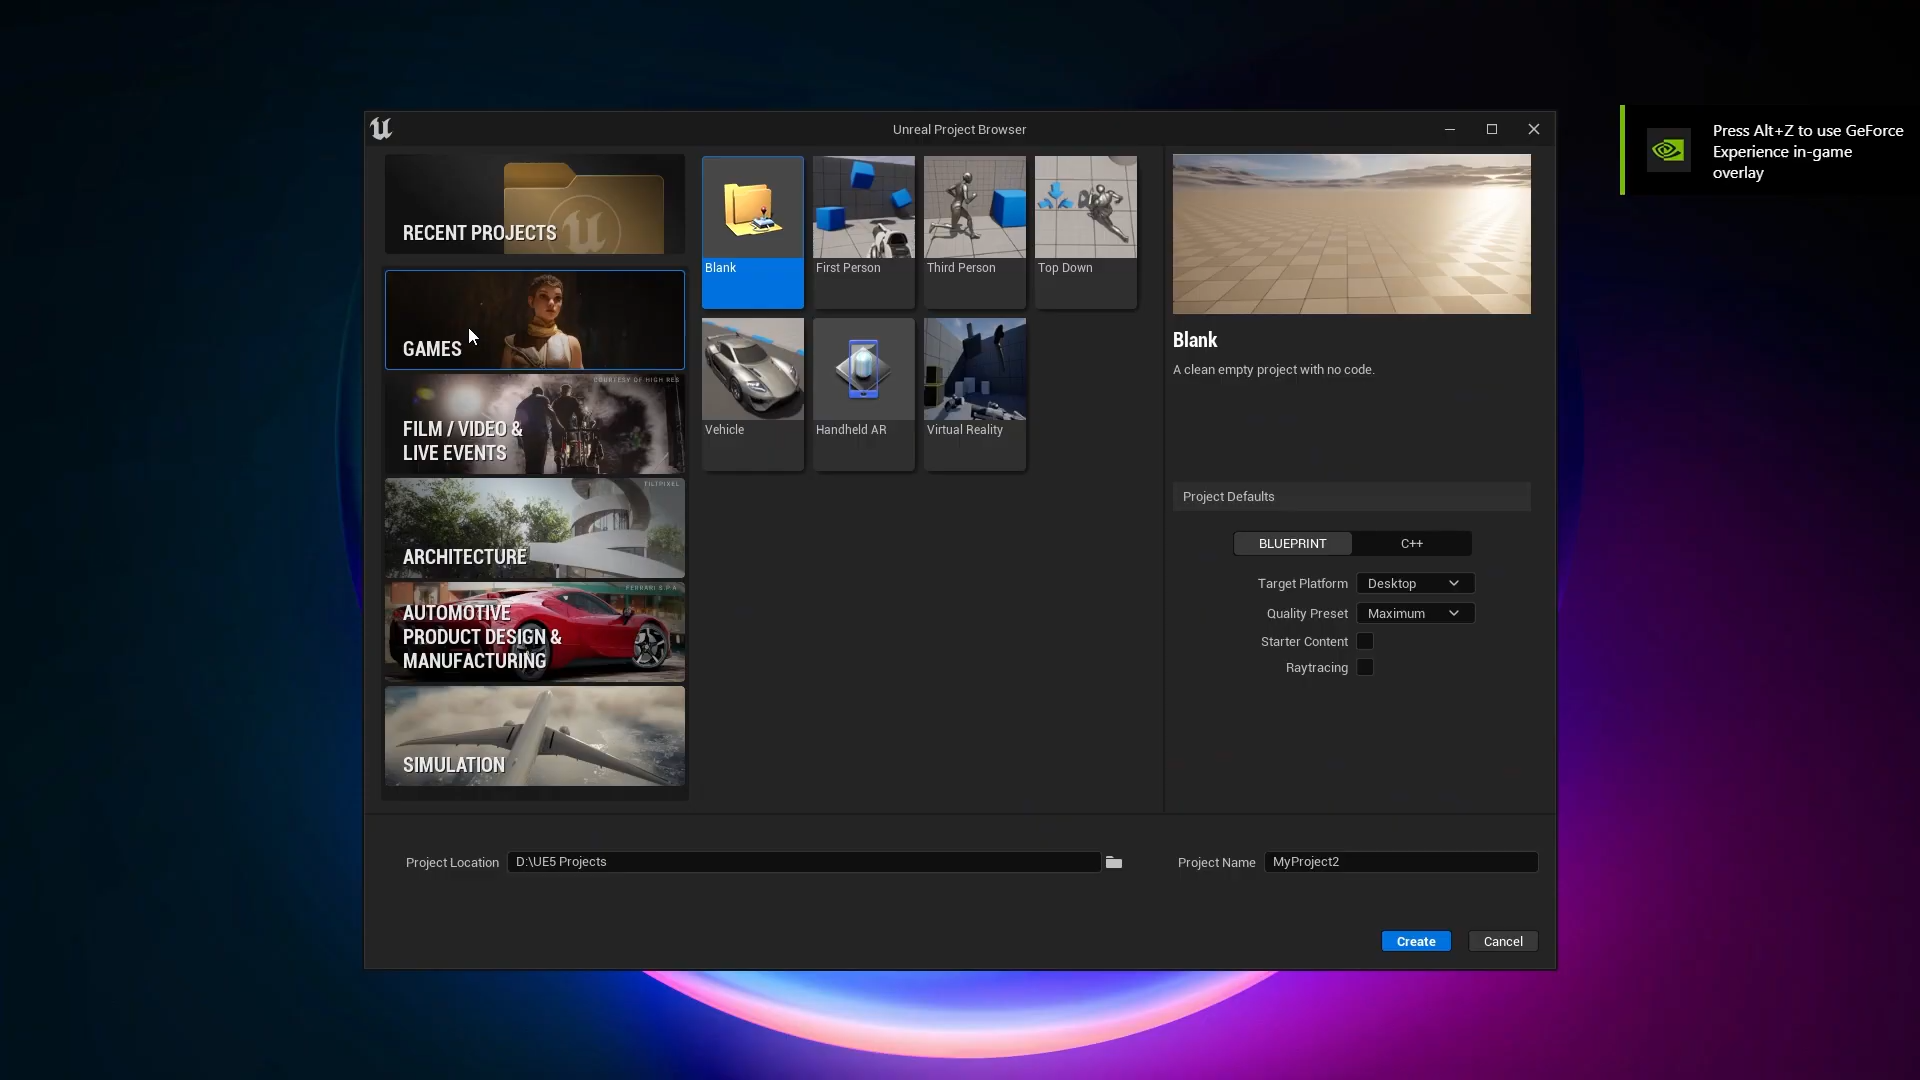 Unreal Project Browser
Press Alt+Z to use GeForce
Experience in-game
overlay
RECENT PROJECTS
GAMES
COURTESY OF HIGH RES
FILM / VIDEO &
LIVE EVENTS
TILTPIXEL
ARCHITECTURE
FERRARI S.P.A
AUTOMOTIVE
PRODUCT DESIGN &
MANUFACTURING
SIMULATION
Blank
First Person
Third Person
Top Down
Vehicle
Handheld AR
Virtual Reality
Blank
A clean empty project with no code.
Project Defaults
BLUEPRINT
C++
Target Platform
Desktop
Quality Preset
Maximum
Starter Content
Raytracing
Project Location
D:\UE5 Projects
Project Name
MyProject2
Create
Cancel